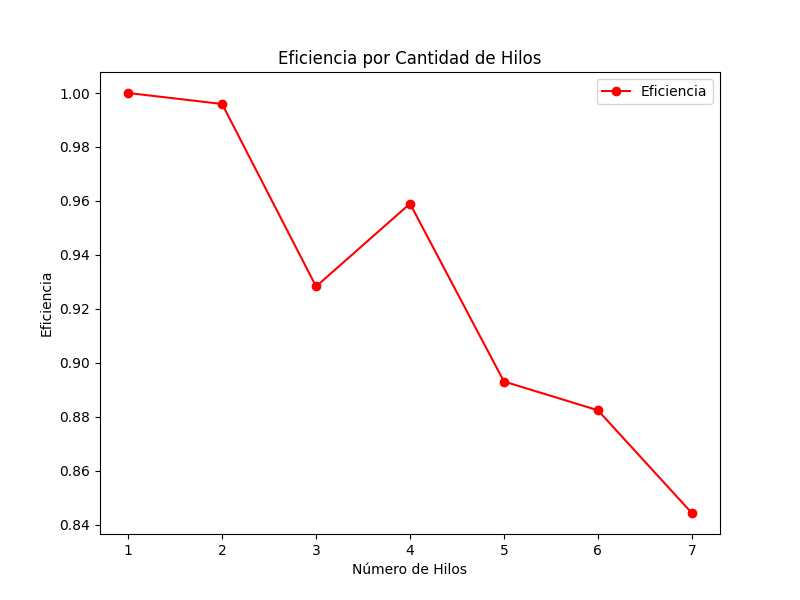 Eficiencia por Cantidad de Hilos
Eficiencia
1.00
0.98
0.96
0.94
0.92
0.90
0.88
0.86
0.84
Eficiencia
1 2 3 4 5 6 7
Número de Hilos